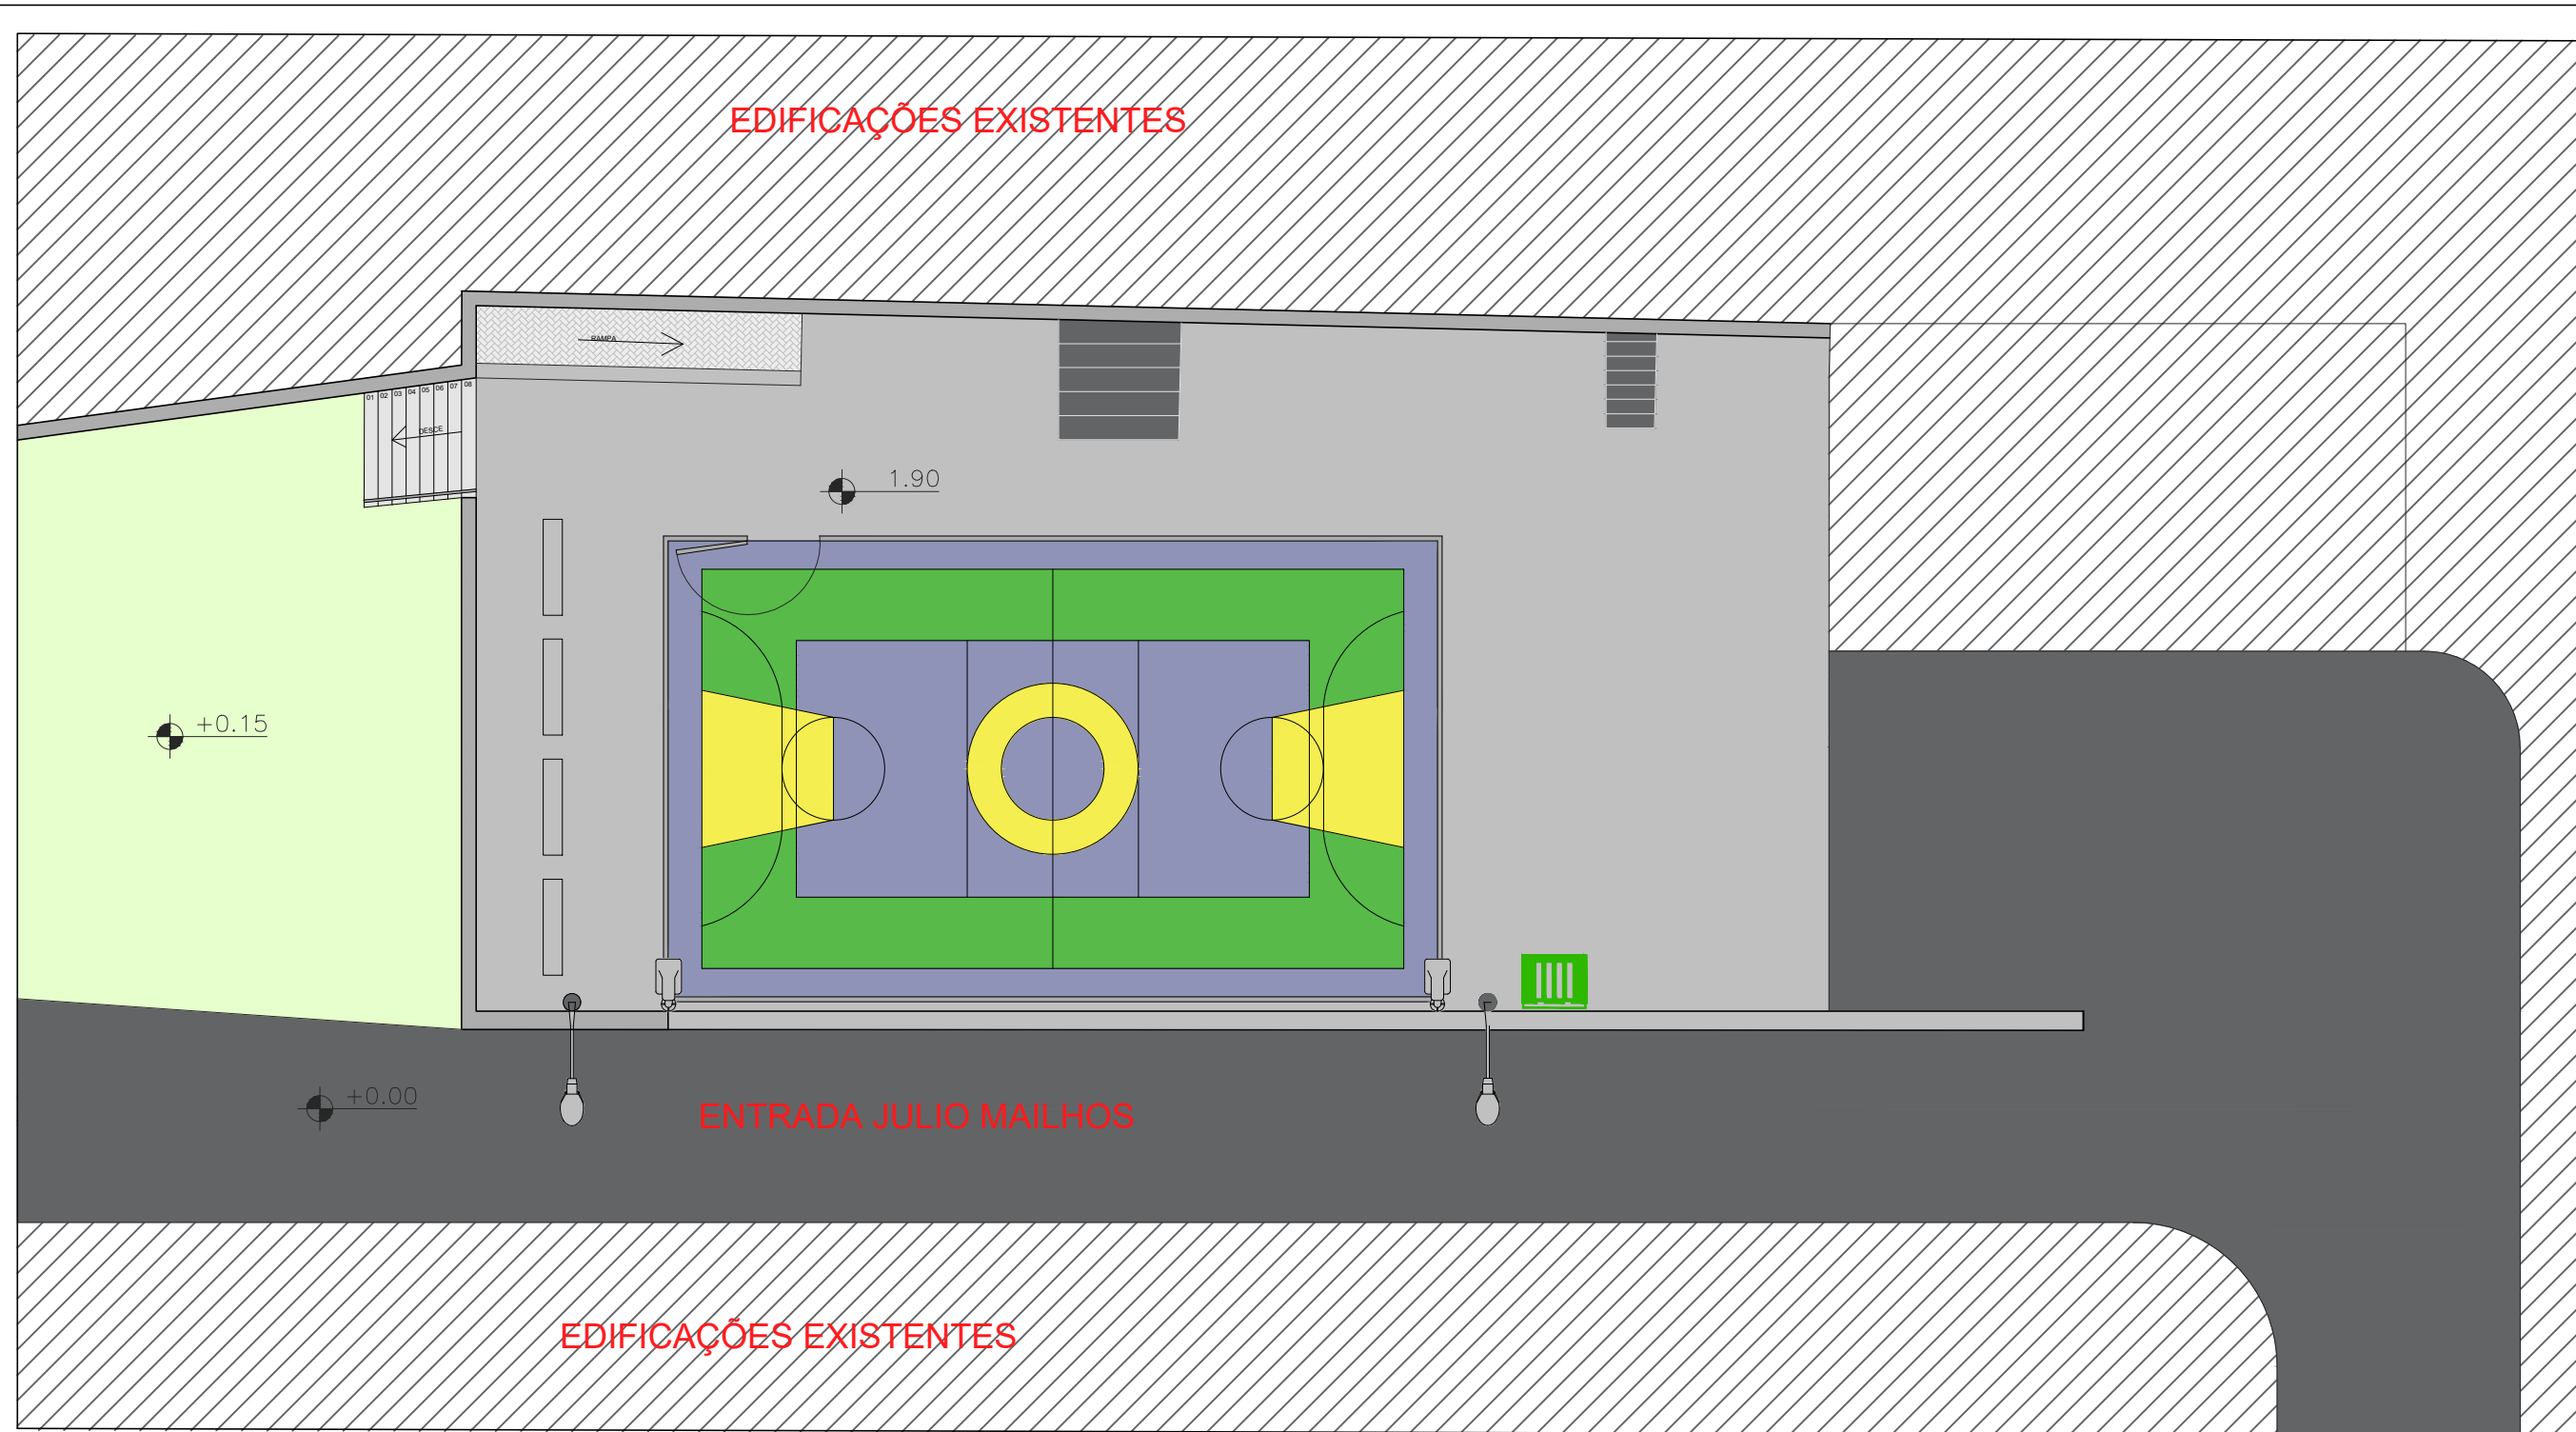 EDIFICAÇÕES EXISTENTES
RAMPA
01 02 03 04 05 06 07 08
DESCE
1.90
+0.15
+0.00
ENTRADA JULIO MAILHOS
EDIFICAÇÕES EXISTENTES